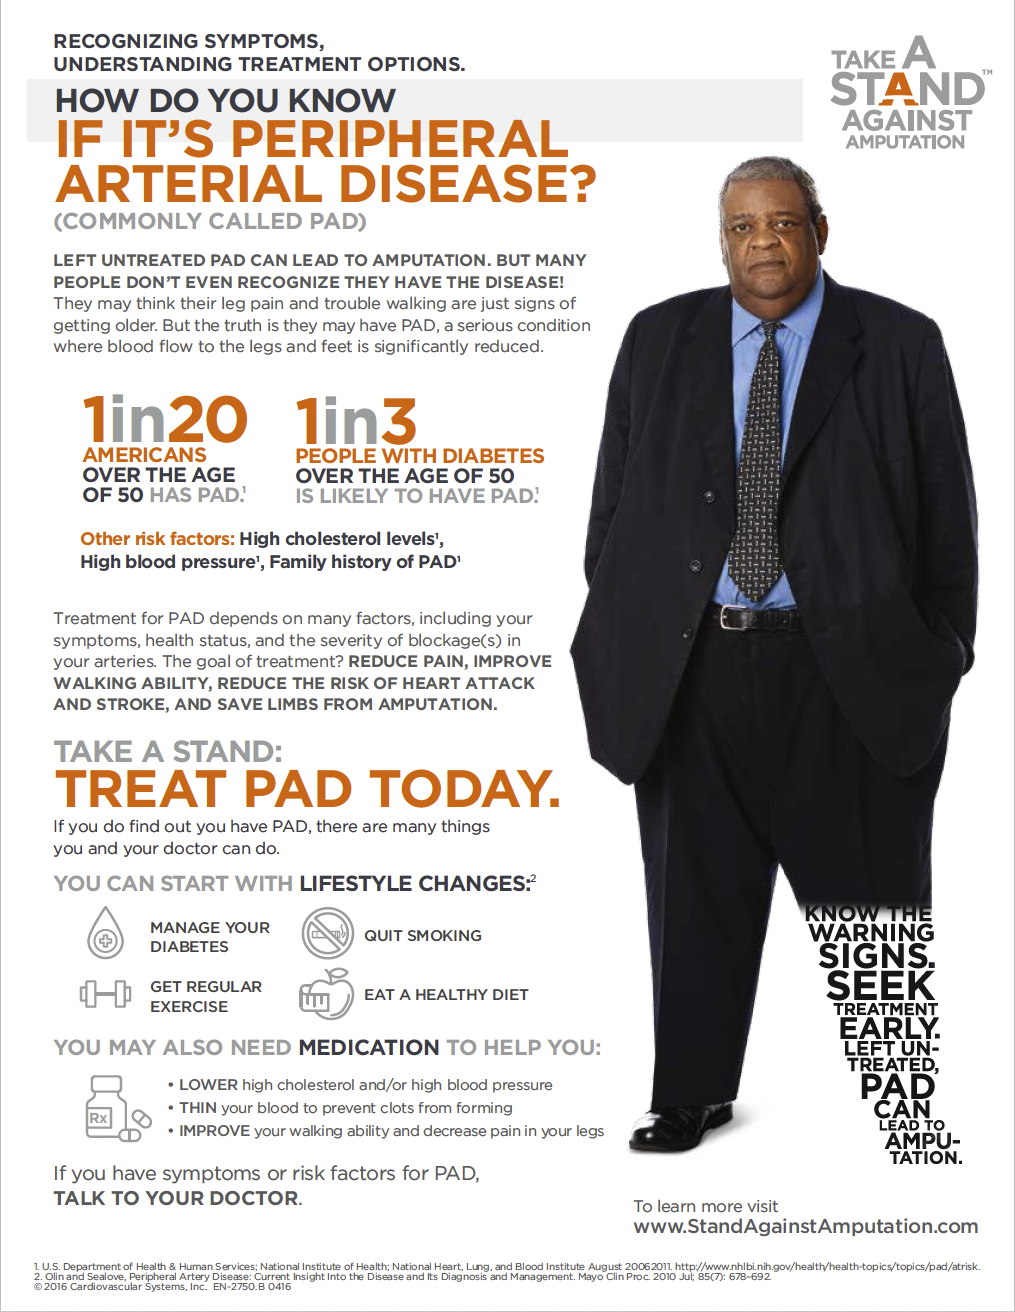 RECOGNIZING SYMPTOMS,
UNDERSTANDING TREATMENT OPTIONS.
HOW DO YOU KNOW
IF IT'S PERIPHERAL
ARTERIAL DISEASE?
(COMMONLY CALLED PAD)
LEFT UNTREATED PAD CAN LEAD TO AMPUTATION. BUT MANY
PEOPLE DON'T EVEN RECOGNIZE THEY HAVE THE DISEASE!
They may think their leg pain and trouble walking are just signs of
getting older. But the truth is they may have PAD, a serious condition
where blood flow to the legs and feet is significantly reduced.
1in20
AMERICANS
OVER THE AGE
OF 50 HAS PAD.¹
1in3
PEOPLE WITH DIABETES
OVER THE AGE OF 50
IS LIKELY TO HAVE PAD.¹
Other risk factors: High cholesterol levels¹,
High blood pressure¹, Family history of PAD¹
Treatment for PAD depends on many factors, including your
symptoms, health status, and the severity of blockage(s) in
your arteries. The goal of treatment? REDUCE PAIN, IMPROVE
WALKING ABILITY, REDUCE THE RISK OF HEART ATTACK
AND STROKE, AND SAVE LIMBS FROM AMPUTATION.
TAKE A STAND:
TREAT PAD TODAY.
If you do find out you have PAD, there are many things
you and your doctor can do.
YOU CAN START WITH LIFESTYLE CHANGES:²
MANAGE YOUR
DIABETES
QUIT SMOKING
GET REGULAR
EXERCISE
EAT A HEALTHY DIET
YOU MAY ALSO NEED MEDICATION TO HELP YOU:
Rx
• LOWER high cholesterol and/or high blood pressure
• THIN your blood to prevent clots from forming
• IMPROVE your walking ability and decrease pain in your legs
If you have symptoms or risk factors for PAD,
TALK TO YOUR DOCTOR.
TAKE A
STAND™
AGAINST
AMPUTATION
KNOW THE
WARNING
SIGNS.
SEEK
TREATMENT
EARLY.
LEFT UN-
TREATED,
PAD
CAN
LEAD TO
AMPU-
TATION.
To learn more visit
www.StandAgainstAmputation.com
1. U.S. Department of Health & Human Services; National Institute of Health; National Heart, Lung, and Blood Institute August 20062011. http://www.nhlbi.nih.gov/health/health-topics/topics/pad/atrisk.
2. Olin and Sealove, Peripheral Artery Disease: Current Insight Into the Disease and Its Diagnosis and Management. Mayo Clin Proc. 2010 Jul; 85(7): 678–692.
© 2016 Cardiovascular Systems, Inc. EN-2750.B 0416